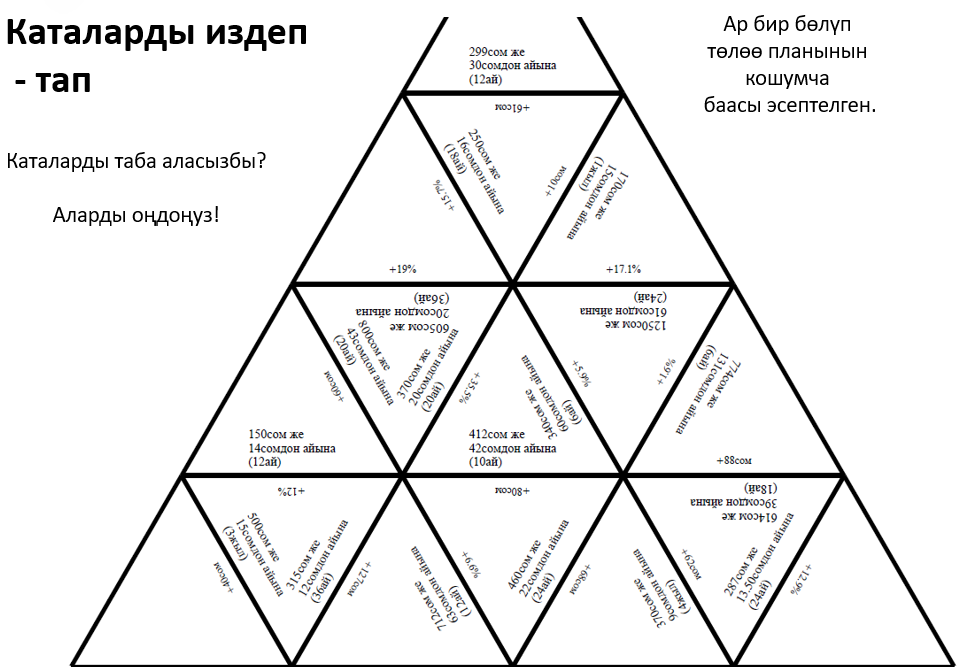 Каталарды издеп
- тап
Ар бир бөлүп
төлөө планынын
кошумча
баасы эсептелген.
Каталарды таба аласызбы?
Аларды оңдоңуз!
299сом же
30сомдон айына
(12ай)
+61сом
250сом же
16сомдон айына
(18ай)
+15.7%
+10сом
170сом же
15сомдон айына
(1жыл)
+19%
+17.1%
605сом же
20сомдон айына
(36ай)
1250сом же
61сомдон айына
(24ай)
800сом же
43сомдон айына
(20ай)
+60сом
370сом же
20сомдон айына
(20ай)
+35.5%
340сом же
60сомдон айына
(6ай)
+5.9%
+1.6%
774сом же
131сомдон айына
(6ай)
150сом же
14сомдон айына
(12ай)
412сом же
42сомдон айына
(10ай)
+88сом
+12%
+80сом
614сом же
39сомдон айына
(18ай)
500сом же
15сомдон айына
(3жыл)
+40сом
315сом же
12сомдон айына
(36ай)
+127сом
712сом же
63сомдон айына
(12ай)
+9.9%
460сом же
22сомдон айына
(24ай)
+68сом
370сом же
9сомдон айына
(4жыл)
+62сом
287сом же
13.50сомдон айына
(24ай)
+12.9%